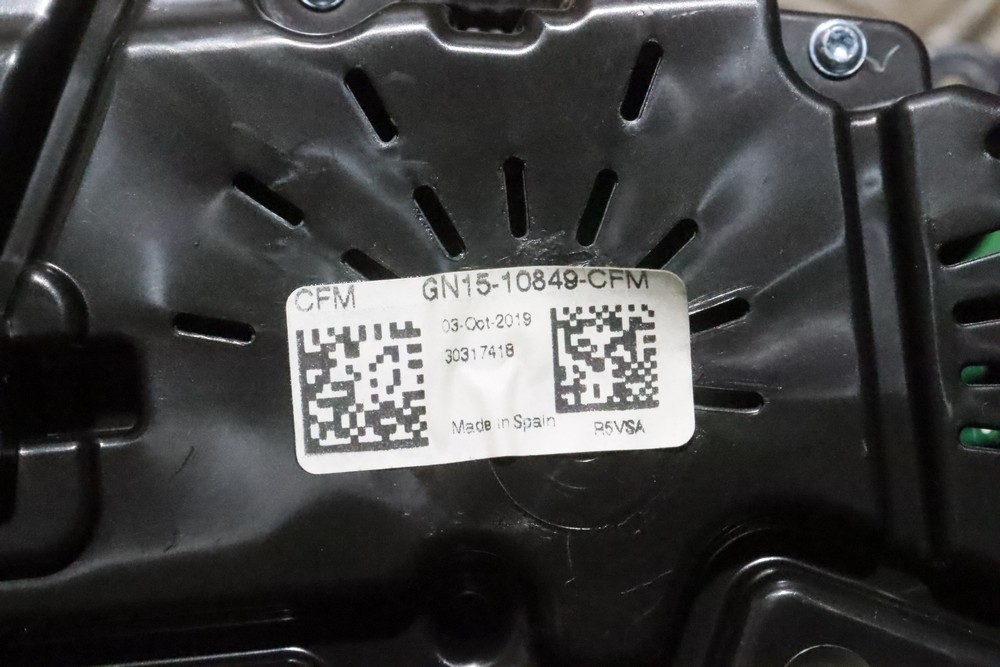 CFM GN15-10849-CFM
03-Oct-2019
30317418
Made in Spain R5VSA